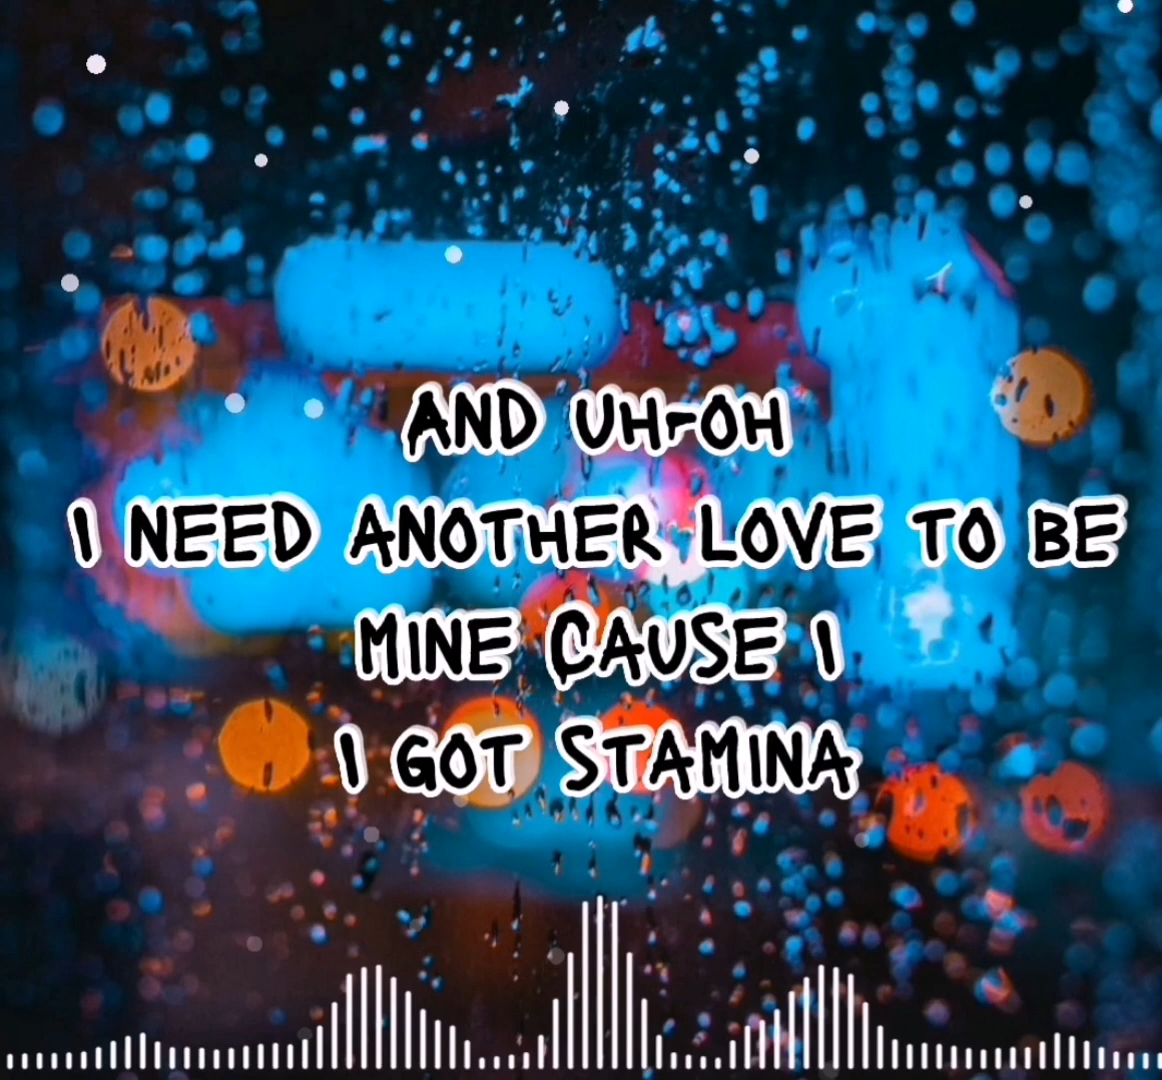 AND UH-OH
I NEED ANOTHER LOVE TO BE
MINE CAUSE I
I GOT STAMINA